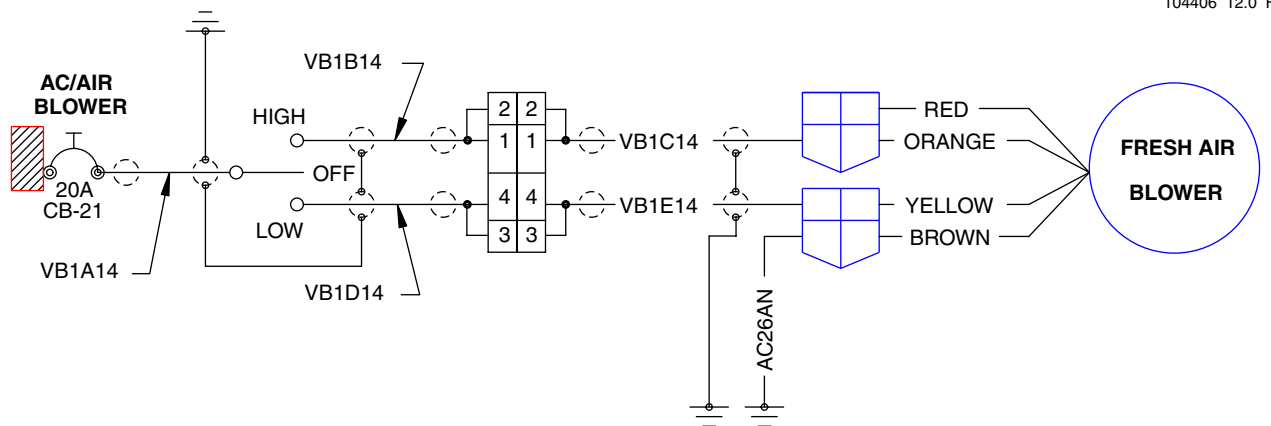 104406 12.0
AC/AIR
BLOWER
20A
CB-21
VB1A14
HIGH
OFF
LOW
VB1B14
VB1D14
2 2
1 1
4 4
3 3
VB1C14
VB1E14
AC26AN
RED
ORANGE
YELLOW
BROWN
FRESH AIR
BLOWER